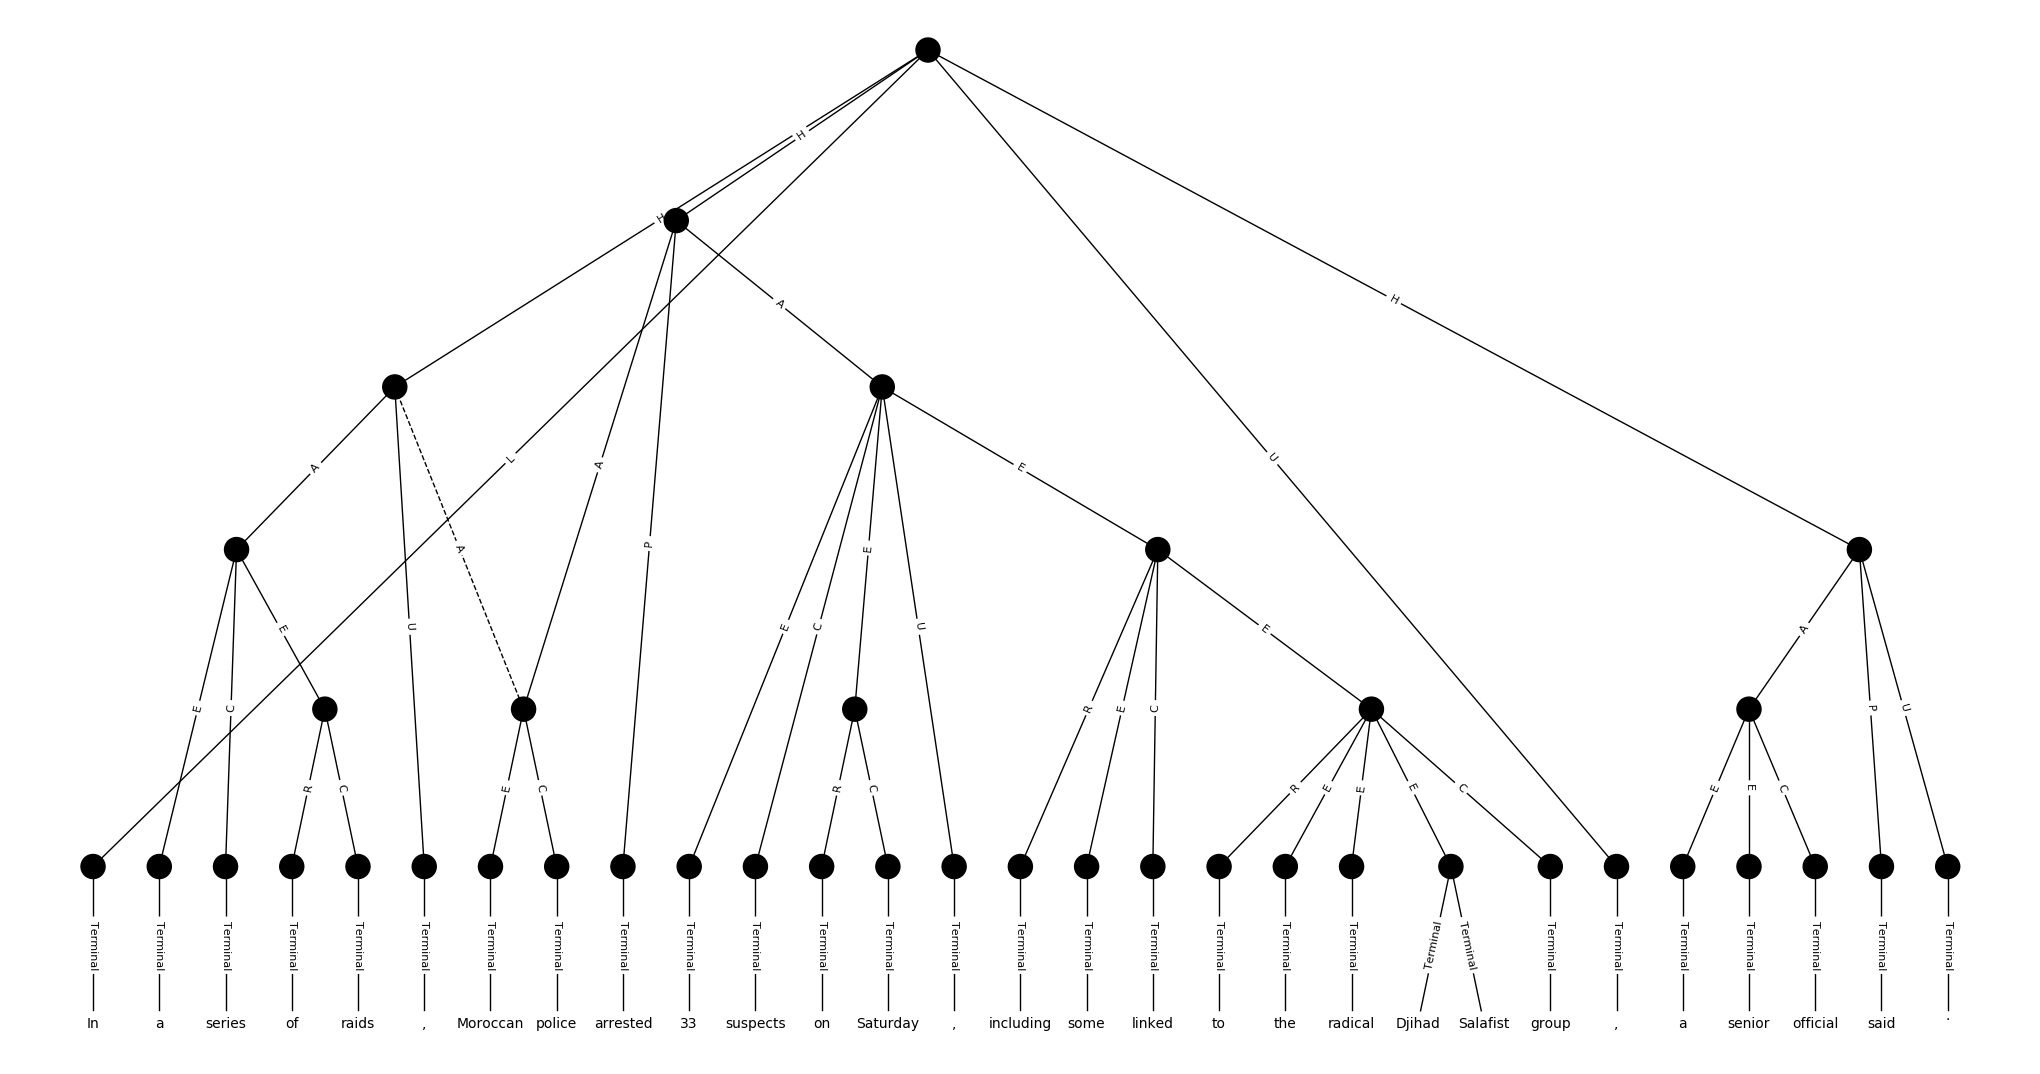 H
H
H
A
A
L
A
A
P
E
U
U
E
C
E
E
C
E
U
E
C
R
C
E
C
R
C
R
E
C
E
R
E
E
E
C
A
P
U
E
E
C
Terminal Terminal Terminal Terminal Terminal Terminal Terminal Terminal Terminal Terminal Terminal Terminal Terminal Terminal Terminal Terminal Terminal Terminal Terminal Terminal Terminal Terminal Terminal Terminal Terminal Terminal Terminal Terminal Terminal
In a series of raids , Moroccan police arrested 33 suspects on Saturday , including some linked to the radical Djihad Salafist group , a senior official said .